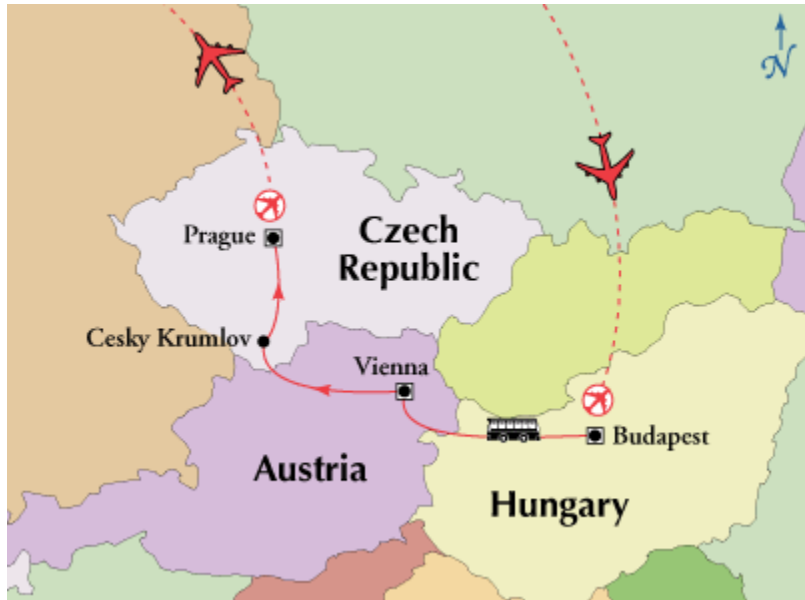 N
Prague
Czech
Republic
Cesky Krumlov
Vienna
Budapest
Austria
Hungary